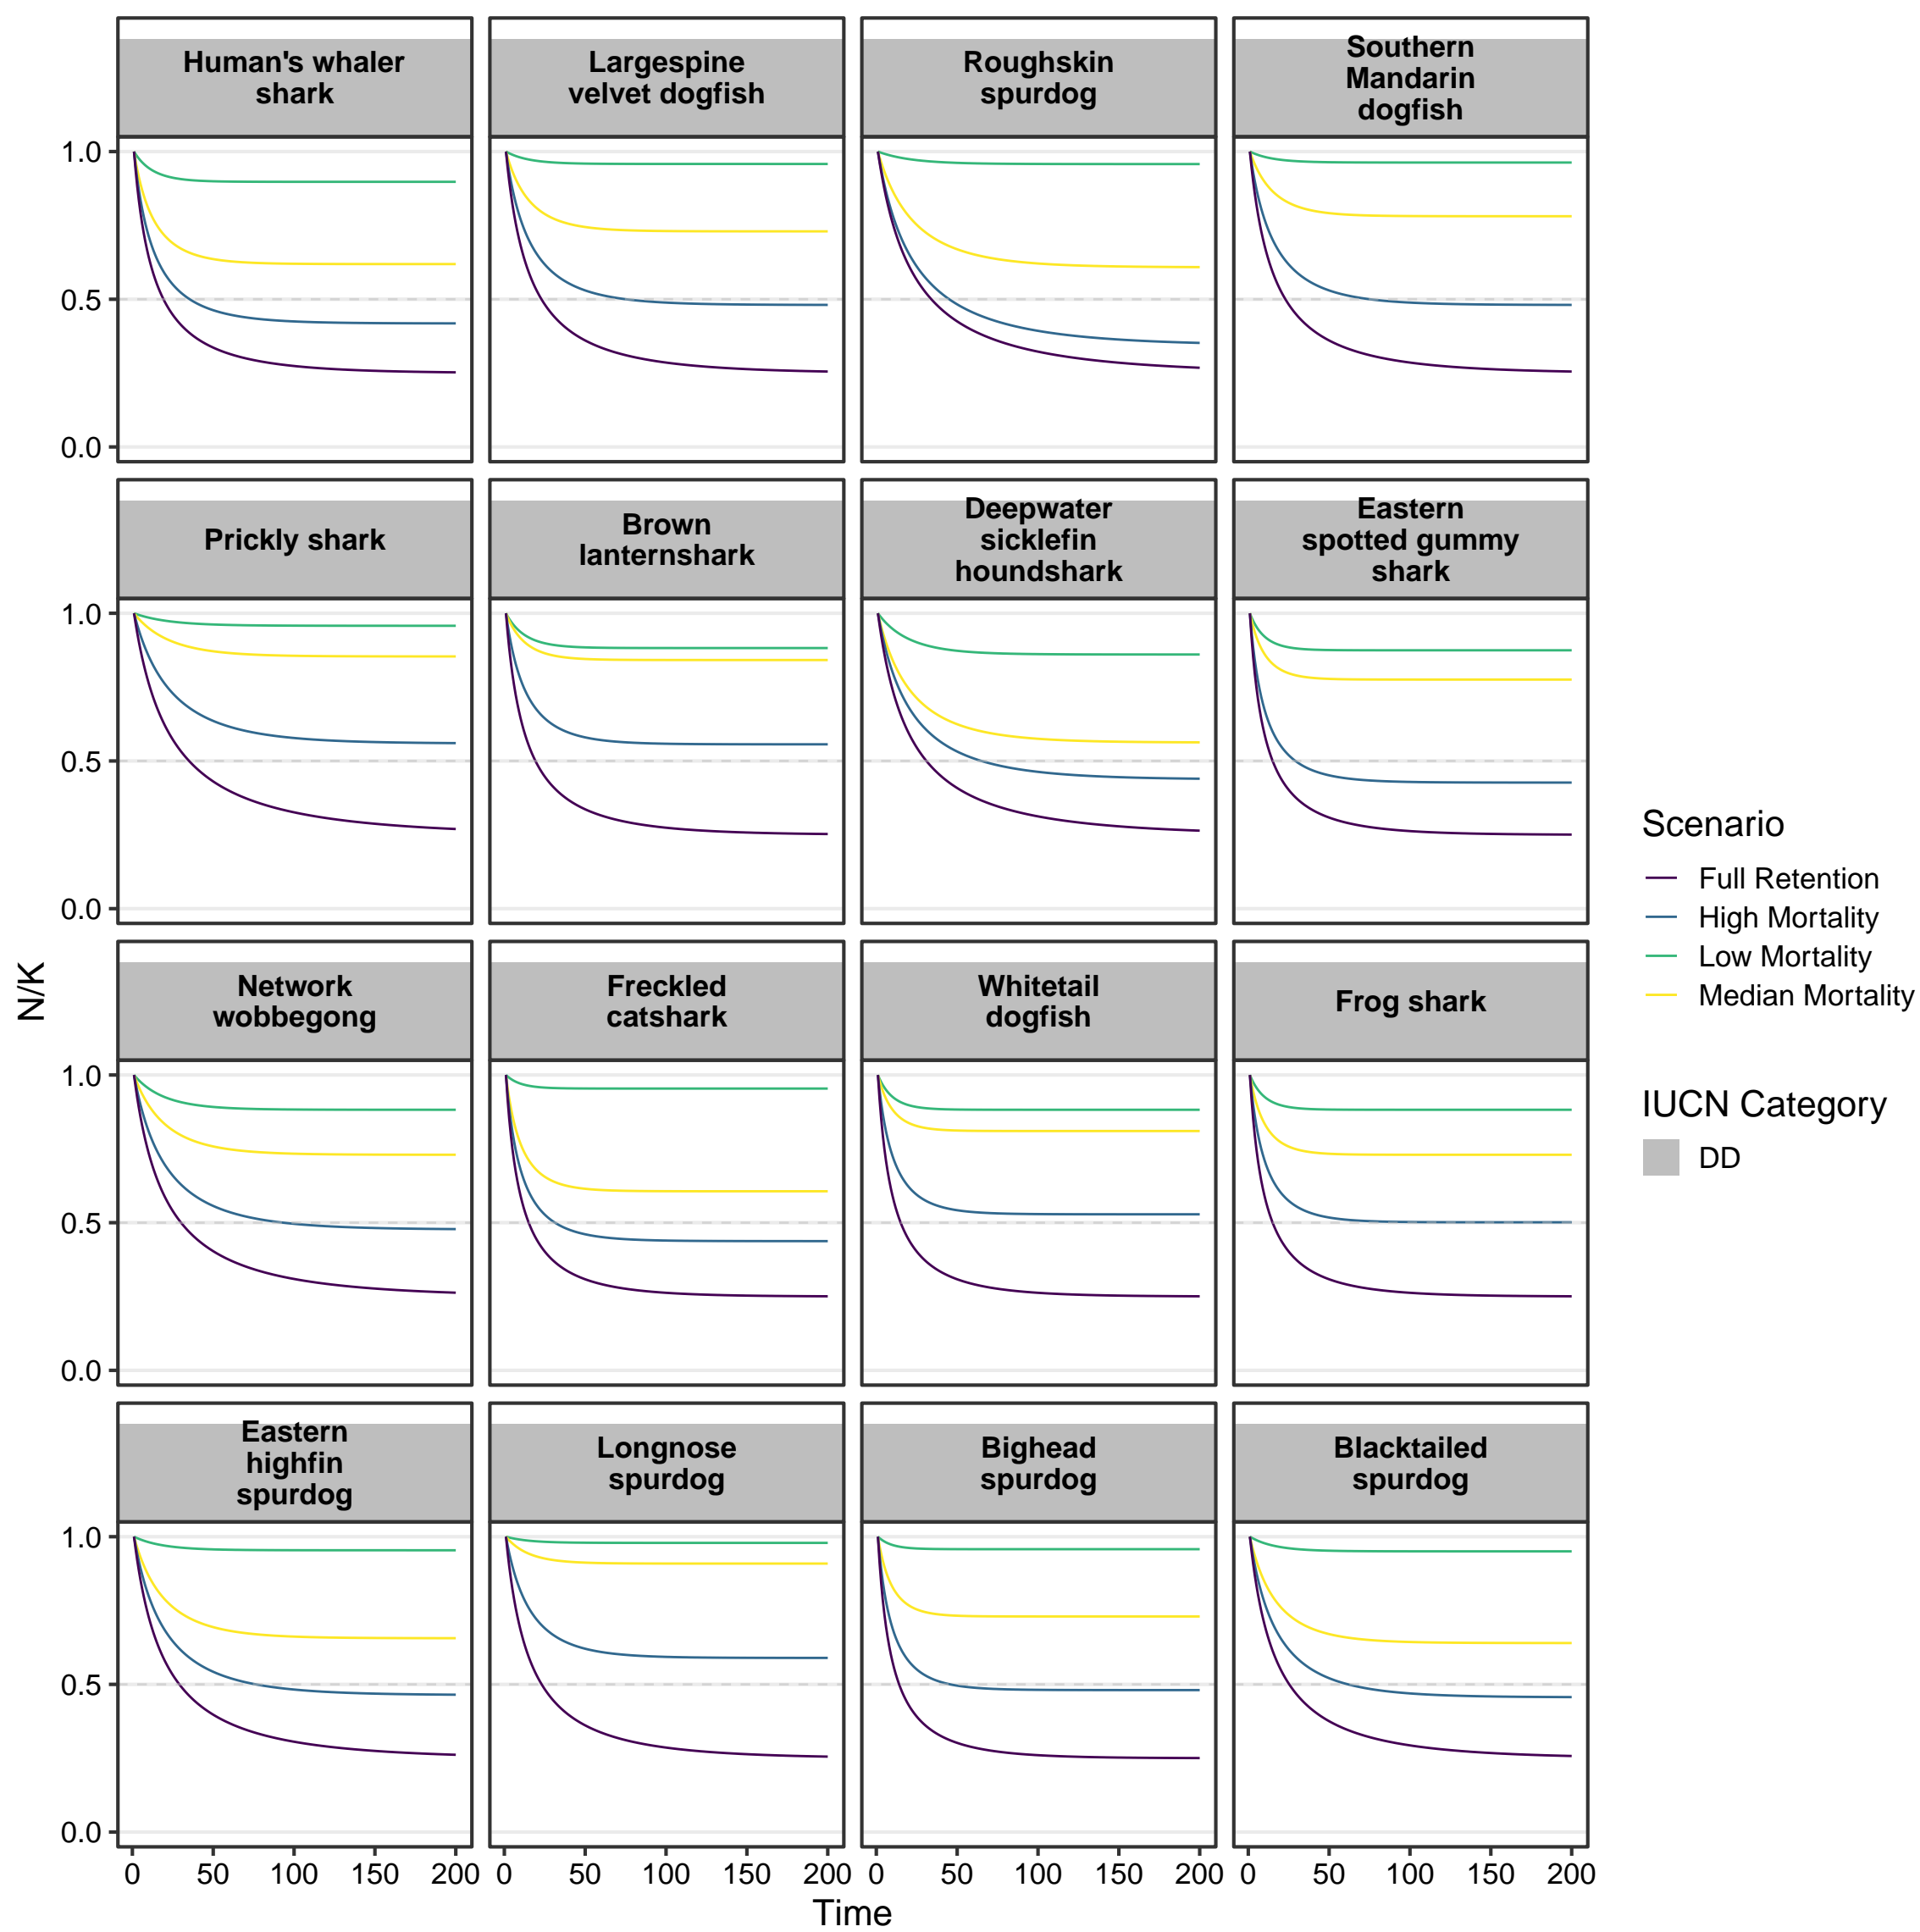 Human's whaler
shark
Largespine
velvet dogfish
Roughskin
spurdog
Southern
Mandarin
dogfish
1.0
0.5
0.0
Prickly shark
Brown
lanternshark
Deepwater
sicklefin
houndshark
Eastern
spotted gummy
shark
1.0
0.5
0.0
Network
wobbegong
Freckled
catshark
Whitetail
dogfish
Frog shark
1.0
0.5
0.0
Eastern
highfin
spurdog
Longnose
spurdog
Bighead
spurdog
Blacktailed
spurdog
1.0
0.5
0.0
0 50 100 150 200
0 50 100 150 200
0 50 100 150 200
0 50 100 150 200
Time
N/K
Scenario
Full Retention
High Mortality
Low Mortality
Median Mortality
IUCN Category
DD